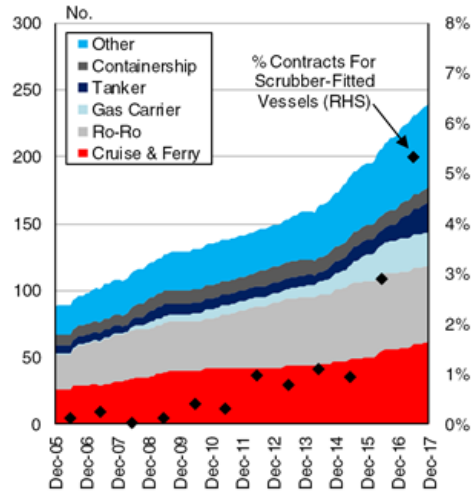 No.
300
250
200
150
100
50
0
8%
7%
6%
5%
4%
3%
2%
1%
0%
Other
Containership
Tanker
Gas Carrier
Ro-Ro
Cruise & Ferry
% Contracts For
Scrubber-Fitted
Vessels (RHS)
Dec-05
Dec-06
Dec-07
Dec-08
Dec-09
Dec-10
Dec-11
Dec-12
Dec-13
Dec-14
Dec-15
Dec-16
Dec-17